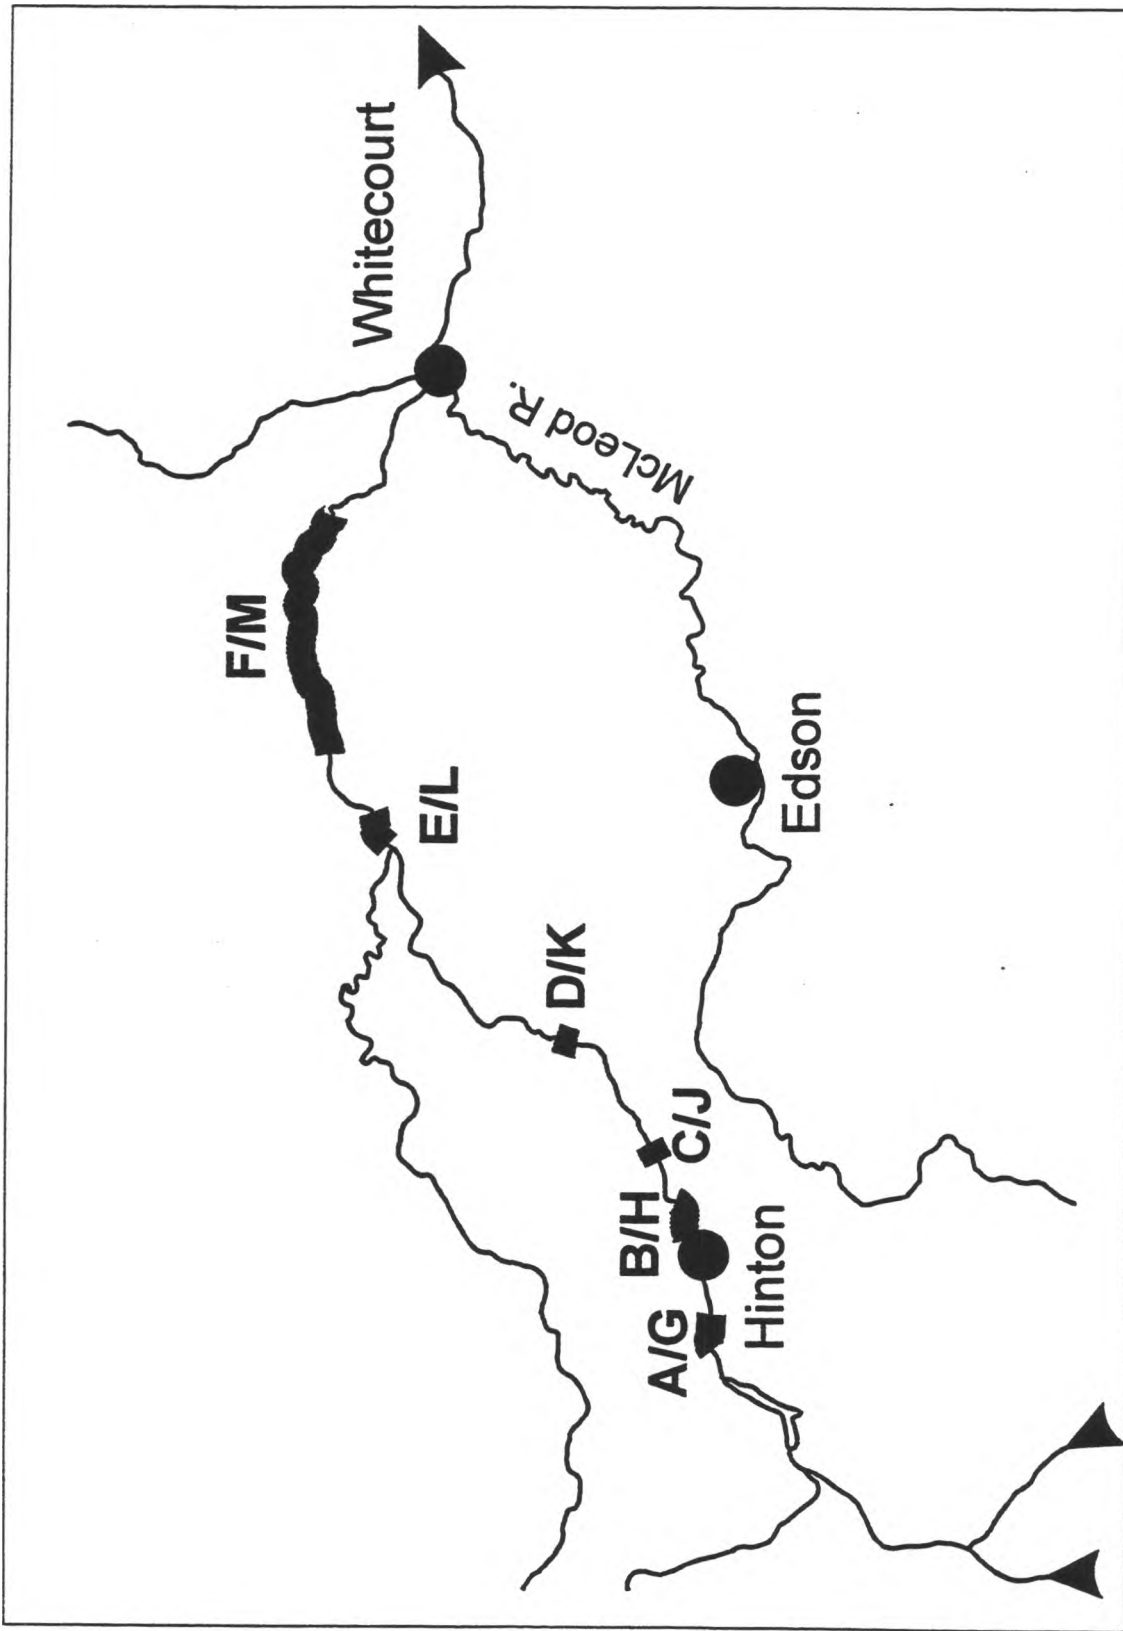 Whitecourt
McLeod R.
F/M
E/L
Edson
D/K
C/J
B/H
Hinton
A/G